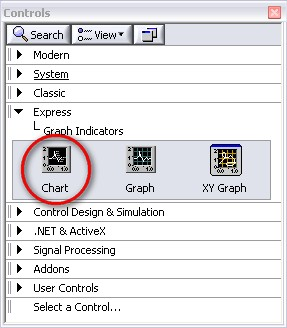 Controls
Search View
Modern
System
Classic
Express
Graph Indicators
Chart Graph XY Graph
Control Design & Simulation
.NET & ActiveX
Signal Processing
Addons
User Controls
Select a Control...